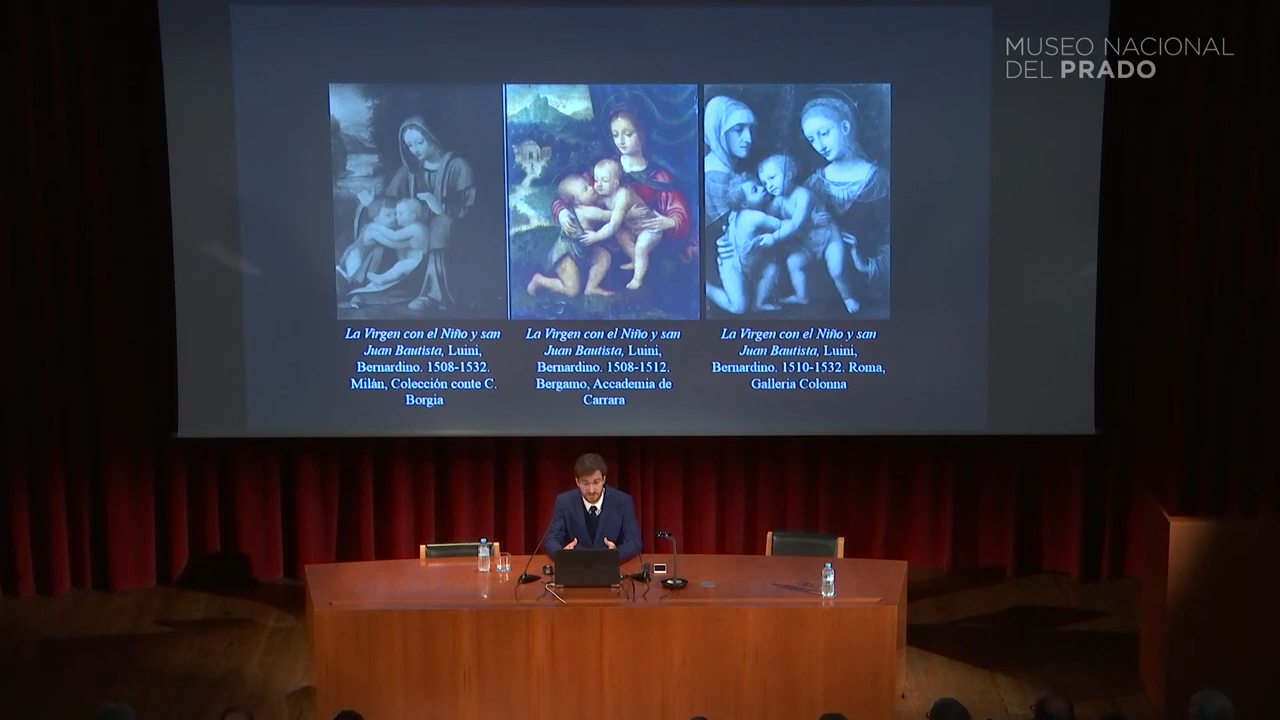 MUSEO NACIONAL
DEL PRADO
La Virgen con el Niño y san
Juan Bautista, Luini,
Bernardino. 1508-1532.
Milán, Colección conte C.
Borgia
La Virgen con el Niño y san
Juan Bautista, Luini,
Bernardino. 1508-1512.
Bergamo, Accademia de
Carrara
La Virgen con el Niño y san
Juan Bautista, Luini,
Bernardino. 1510-1532. Roma,
Galleria Colonna